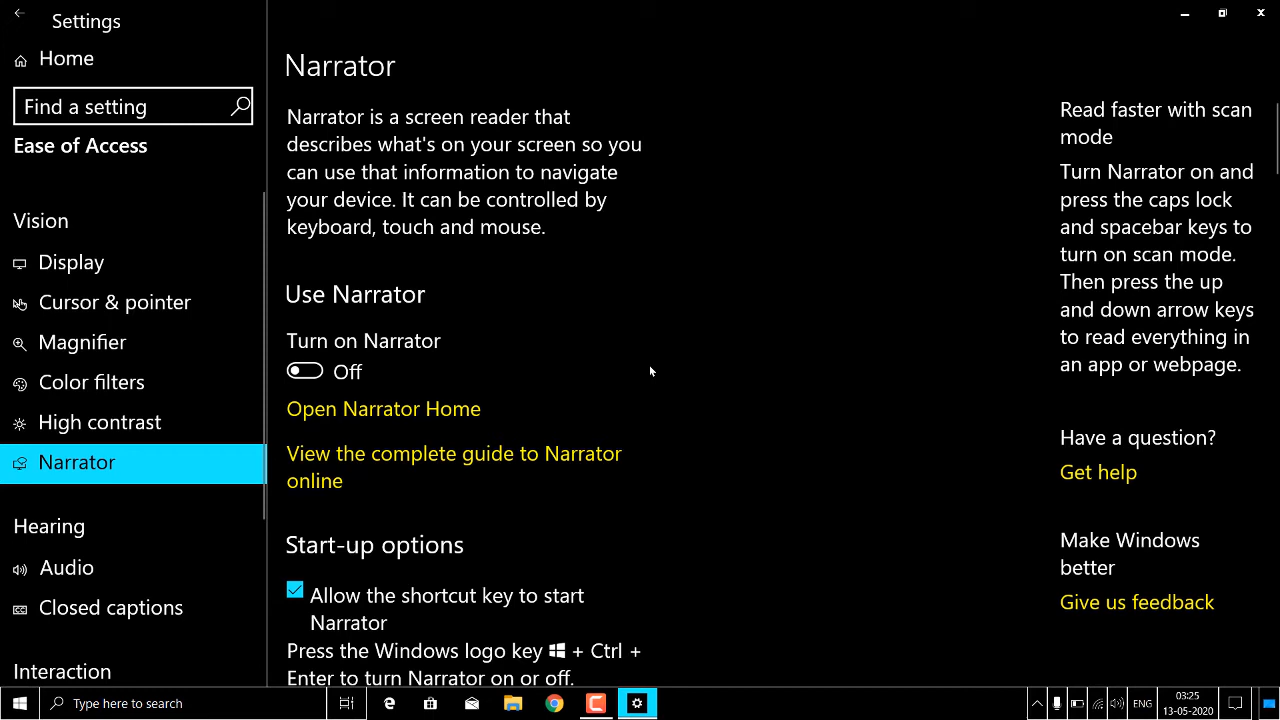 Settings
Home
Find a setting
Ease of Access
Vision
Display
Cursor & pointer
Magnifier
Color filters
High contrast
Narrator
Hearing
Audio
Closed captions
Interaction
Narrator
Narrator is a screen reader that
describes what's on your screen so you
can use that information to navigate
your device. It can be controlled by
keyboard, touch and mouse.
Use Narrator
Turn on Narrator
Off
Open Narrator Home
View the complete guide to Narrator
online
Start-up options
Allow the shortcut key to start
Narrator
Press the Windows logo key + Ctrl +
Enter to turn Narrator on or off.
Read faster with scan
mode
Turn Narrator on and
press the caps lock
and spacebar keys to
turn on scan mode.
Then press the up
and down arrow keys
to read everything in
an app or webpage.
Have a question?
Get help
Make Windows
better
Give us feedback
Type here to search
ENG
03:25
13-05-2020